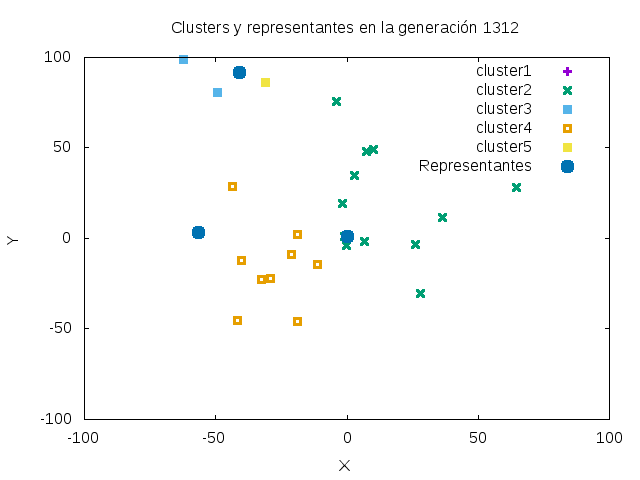 Clusters y representantes en la generación 1312
100
50
0
-50
-100
Y
-100
-50
0
50
100
X
cluster1
cluster2
cluster3
cluster4
cluster5
Representantes